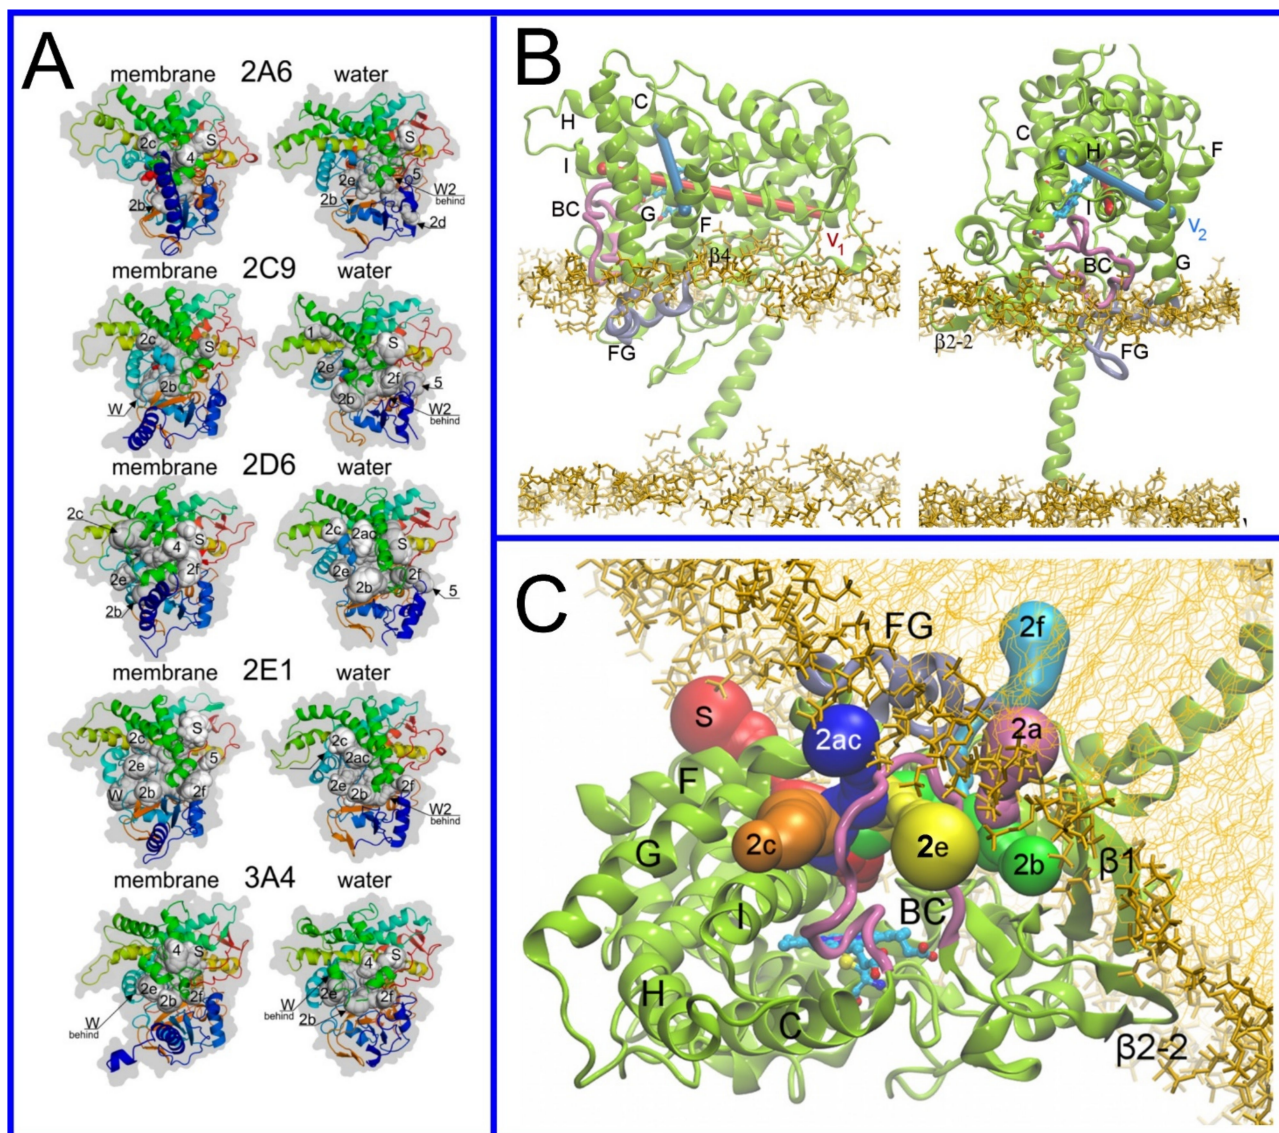 A
membrane 2A6 water
2c
S
4
2b
S
2e
5
W2
behind
2b
2d
membrane 2C9 water
2c
S
2b
W
1
S
2e
2f
5
2b
W2
behind
membrane 2D6 water
2c
4
S
2e
2f
2b
2c
2ac
S
2e
2f
2b
5
membrane 2E1 water
2c
S
2e
5
W
2b
2f
2c
2ac
2e
2b
2f
W2
behind
membrane 3A4 water
4
S
2e
2b
2f
W
behind
4
S
2e
2f
W
behind
2b
B
C
H
I
BC
G
F
β4
V1
FG
C
H
F
I
V2
BC
G
β2-2
FG
C
FG
2f
S
2ac
2a
F
2c
2e
2b
β1
G
I
BC
H
C
β2-2